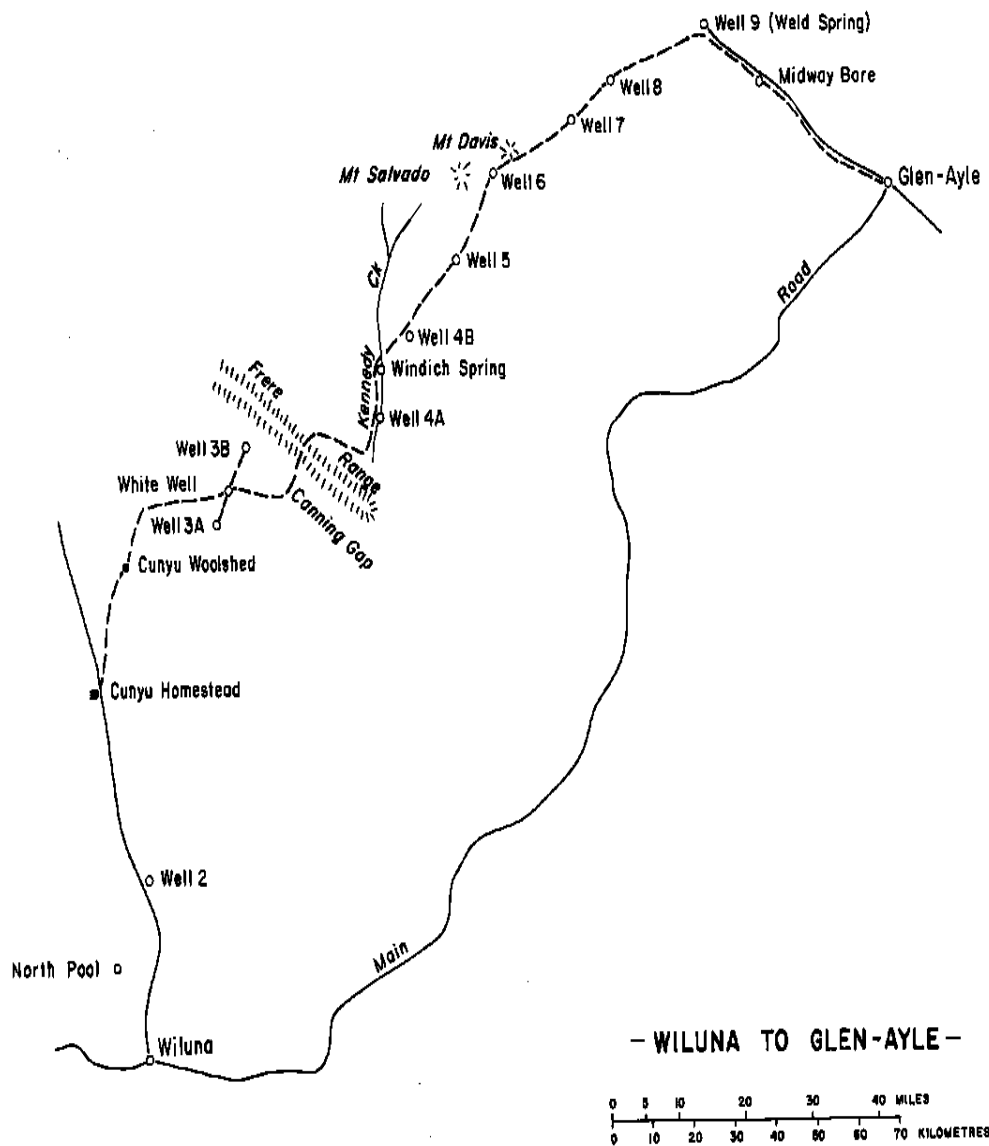 Well 9 (Weld Spring)
Midway Bore
Well 8
Well 7
Mt Davis
Mt Salvado
Well 6
Glen-Ayle
Well 5
Ck
Road
Well 4B
Kennedy
Windich Spring
Frere
Well 4A
Well 3B
Range
White Well
Canning Gap
Well 3A
Cunyu Woolshed
Cunyu Homestead
Well 2
North Pool
Main
Wiluna
- WILUNA TO GLEN-AYLE -
0 5 10 20 30 40 MILES
0 10 20 30 40 50 60 70 KILOMETRES